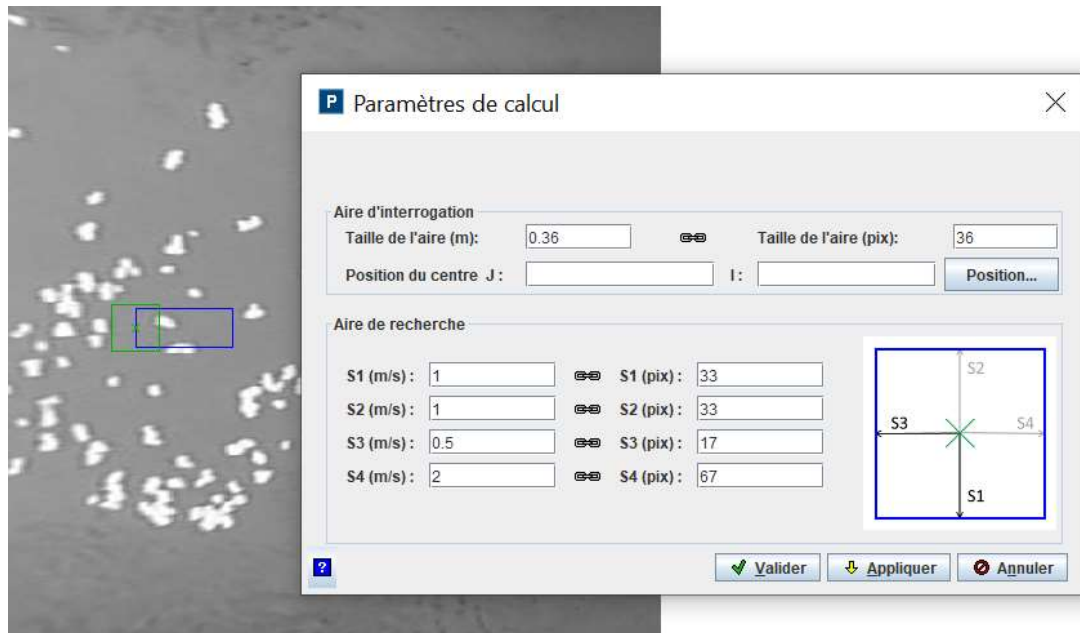 P Paramètres de calcul
Aire d'interrogation
Taille de l'aire (m): 0.36 Taille de l'aire (pix): 36
Position du centre J : I : Position...
Aire de recherche
S1 (m/s) : 1 S1 (pix) : 33
S2 (m/s) : 1 S2 (pix) : 33
S3 (m/s) : 0.5 S3 (pix) : 17
S4 (m/s) : 2 S4 (pix) : 67
S2
S3 S4
S1
? Valider Appliquer Annuler